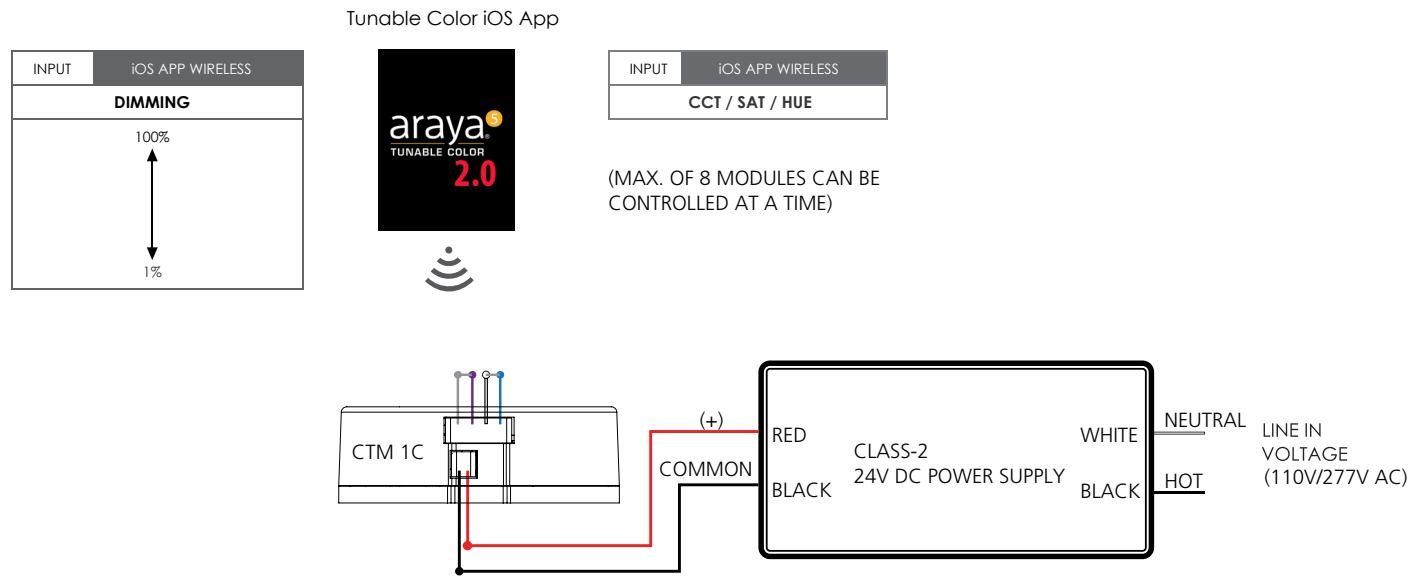 Tunable Color iOS App
INPUT iOS APP WIRELESS
DIMMING
100%
1%
araya 5
TUNABLE COLOR
2.0
INPUT iOS APP WIRELESS
CCT / SAT / HUE
(MAX. OF 8 MODULES CAN BE
CONTROLLED AT A TIME)
CTM 1C
(+)
COMMON
RED
BLACK
CLASS-2
24V DC POWER SUPPLY
WHITE
BLACK
NEUTRAL
HOT
LINE IN
VOLTAGE
(110V/277V AC)